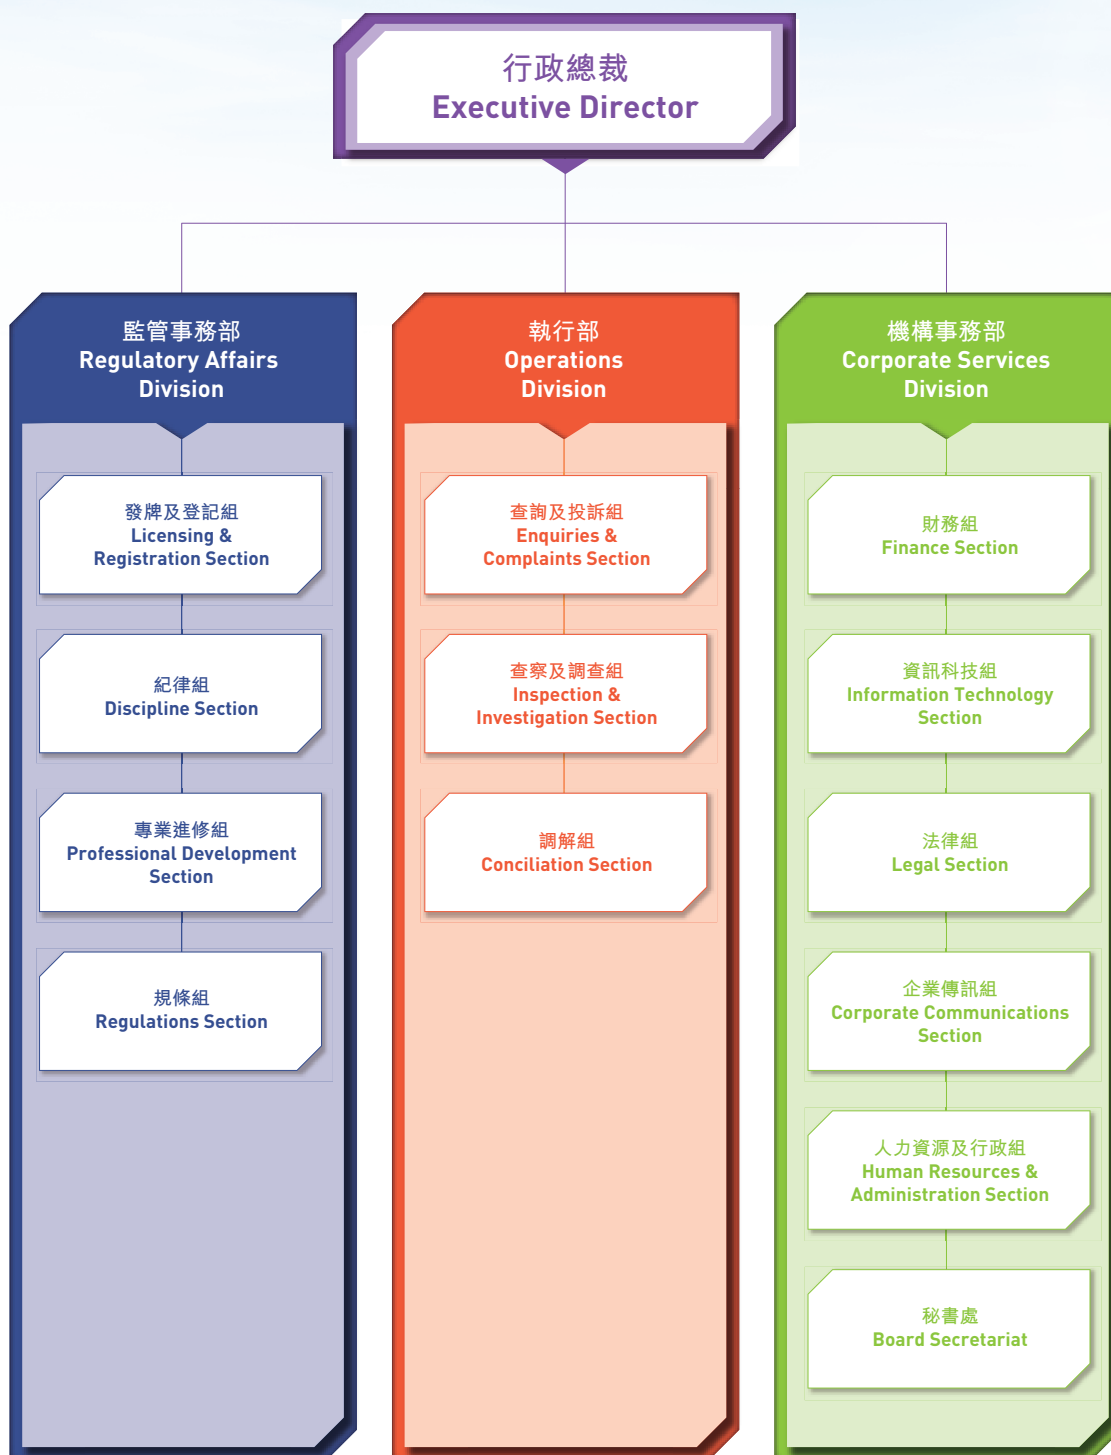 行政總裁
Executive Director
監管事務部
Regulatory Affairs
Division
發牌及登記組
Licensing &
Registration Section
紀律組
Discipline Section
專業進修組
Professional Development
Section
規條組
Regulations Section
執行部
Operations
Division
查詢及投訴組
Enquiries &
Complaints Section
查察及調查組
Inspection &
Investigation Section
調解組
Conciliation Section
機構事務部
Corporate Services
Division
財務組
Finance Section
資訊科技組
Information Technology
Section
法律組
Legal Section
企業傳訊組
Corporate Communications
Section
人力資源及行政組
Human Resources &
Administration Section
秘書處
Board Secretariat